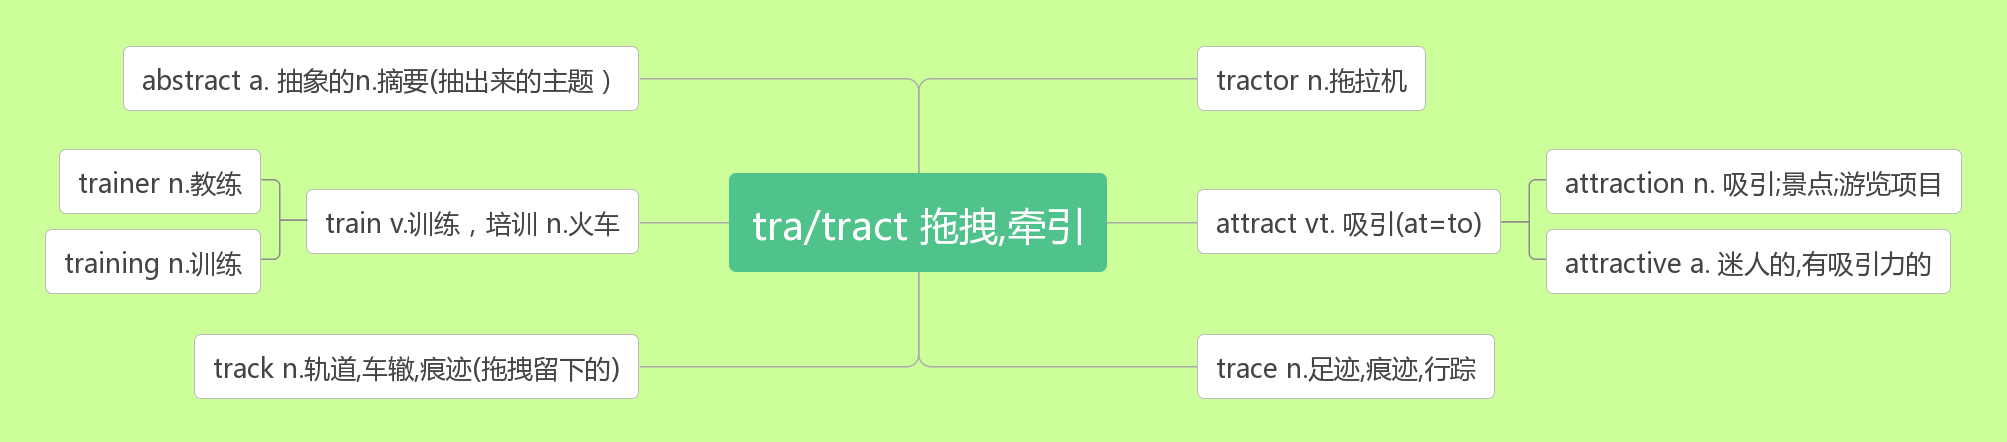 abstract a. 抽象的n.摘要(抽出来的主题）
tractor n.拖拉机
trainer n.教练
training n.训练
train v.训练，培训 n.火车
tra/tract 拖拽,牵引
attract vt. 吸引(at=to)
attraction n. 吸引;景点;游览项目
attractive a. 迷人的,有吸引力的
track n.轨道,车辙,痕迹(拖拽留下的)
trace n.足迹,痕迹,行踪